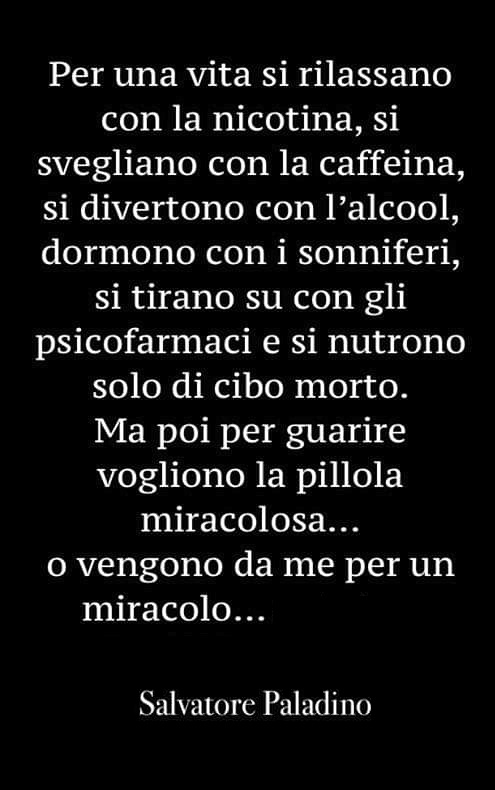 Per una vita si rilassano
con la nicotina, si
svegliano con la caffeina,
si divertono con l’alcool,
dormono con i sonniferi,
si tirano su con gli
psicofarmaci e si nutrono
solo di cibo morto.
Ma poi per guarire
vogliono la pillola
miracolosa...
o vengono da me per un
miracolo...
Salvatore Paladino